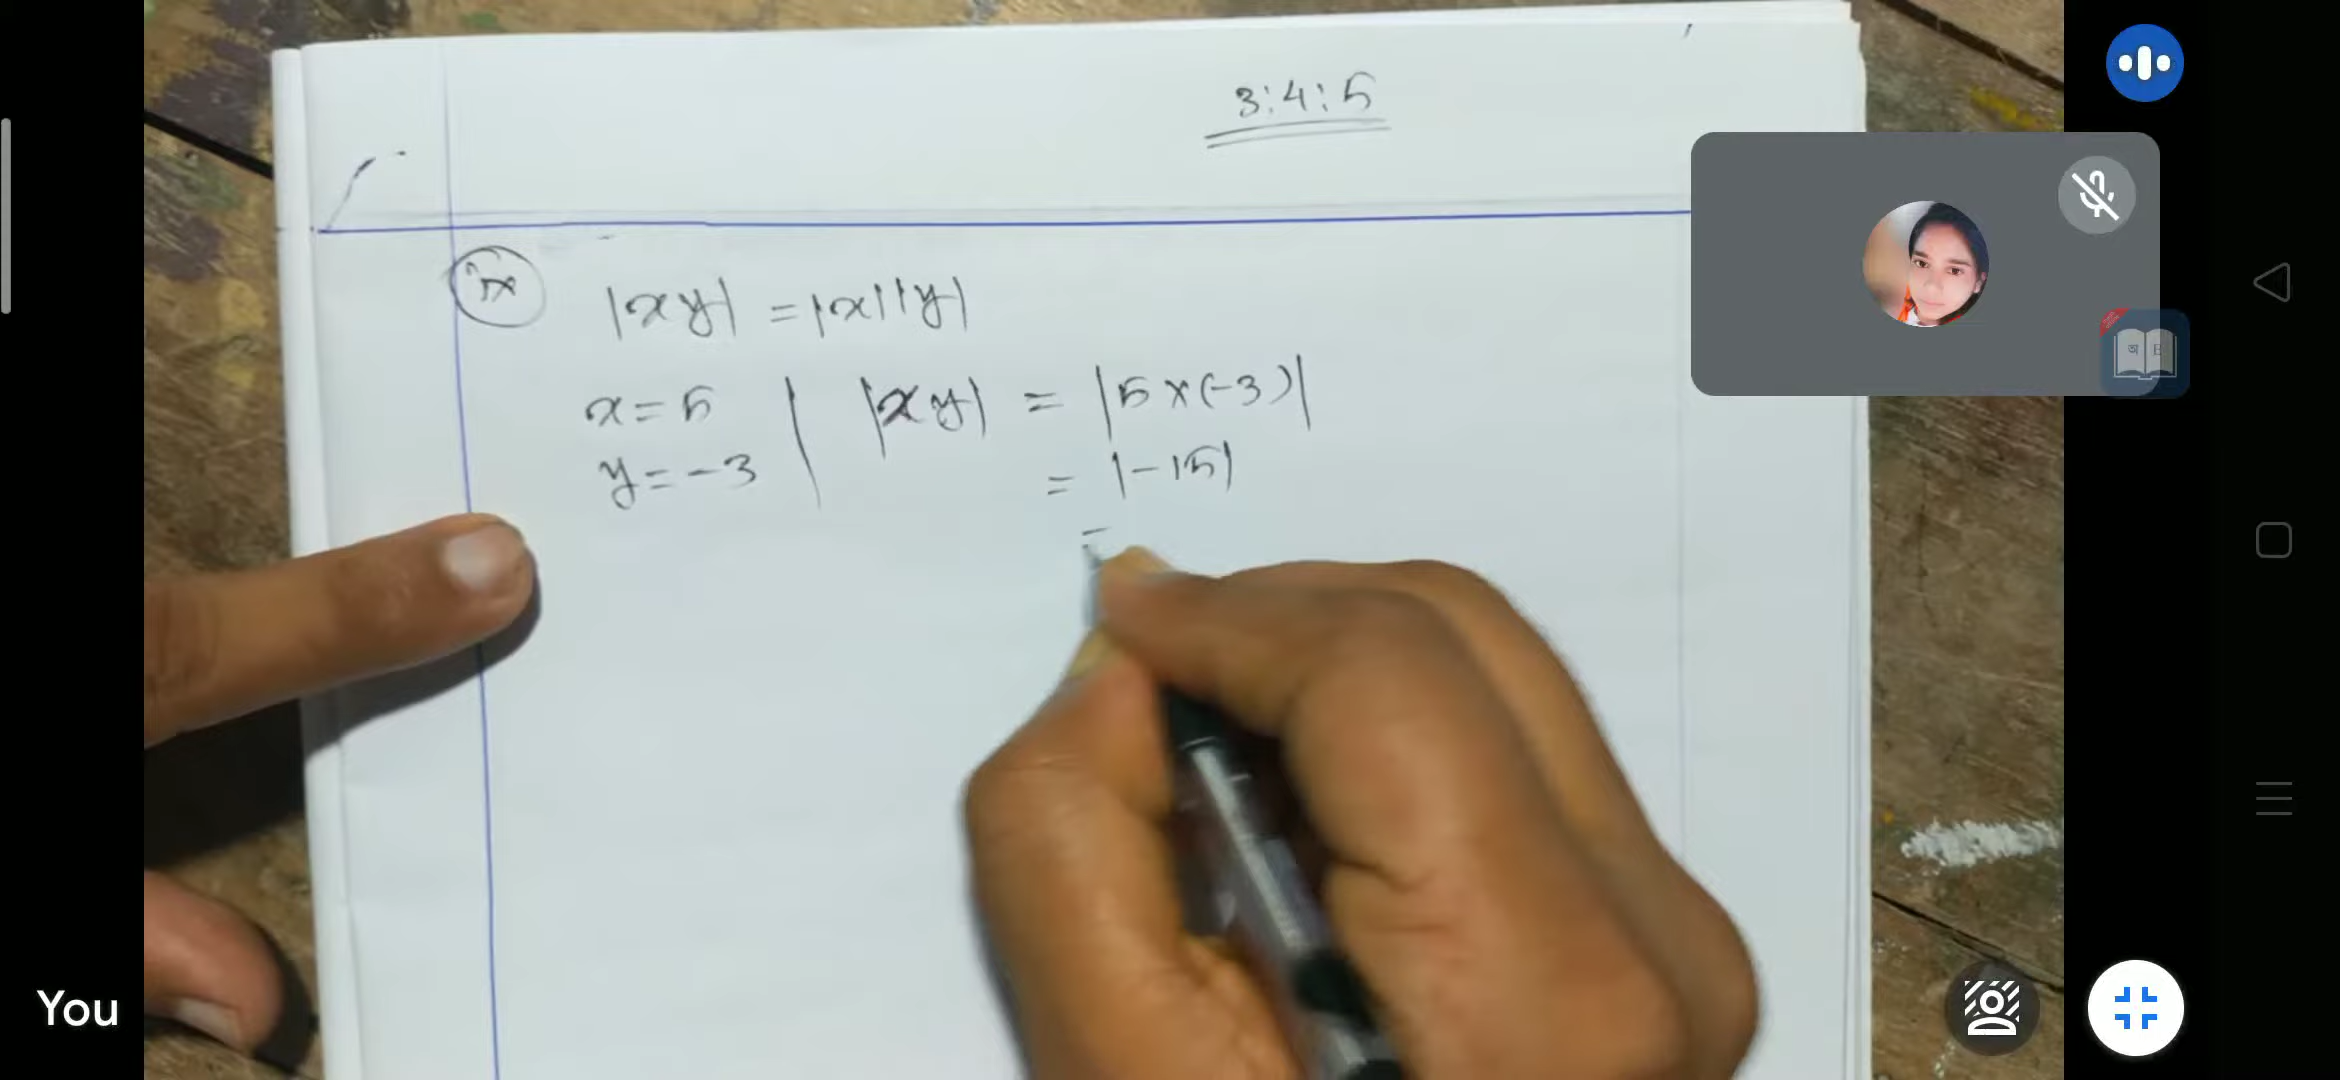 3:4:5
|xy| = |x||y|
x = 5
y = -3
|xy| = |5×(-3)|
= |-15|
=
You